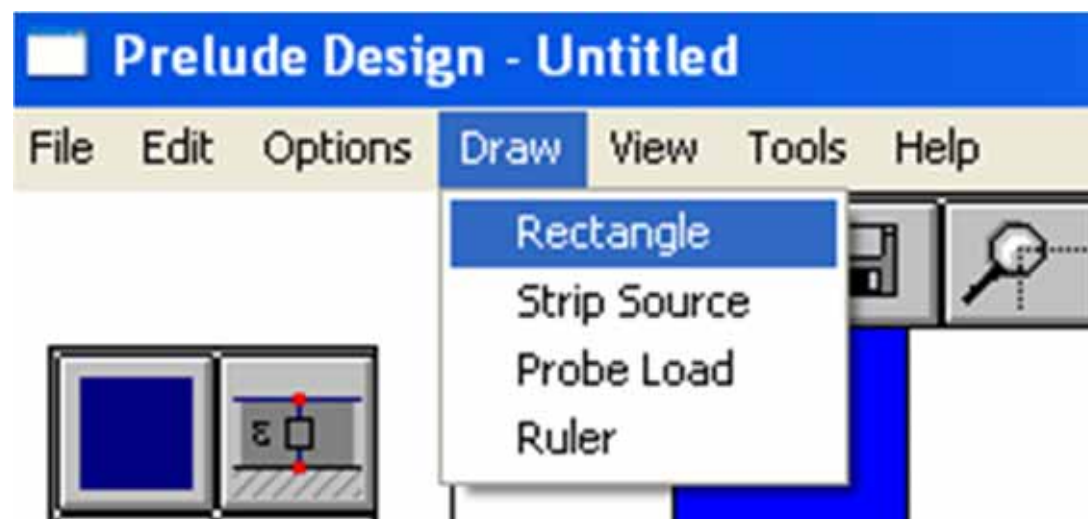 Prelude Design - Untitled
File Edit Options Draw View Tools Help
Rectangle
Strip Source
Probe Load
Ruler
ε